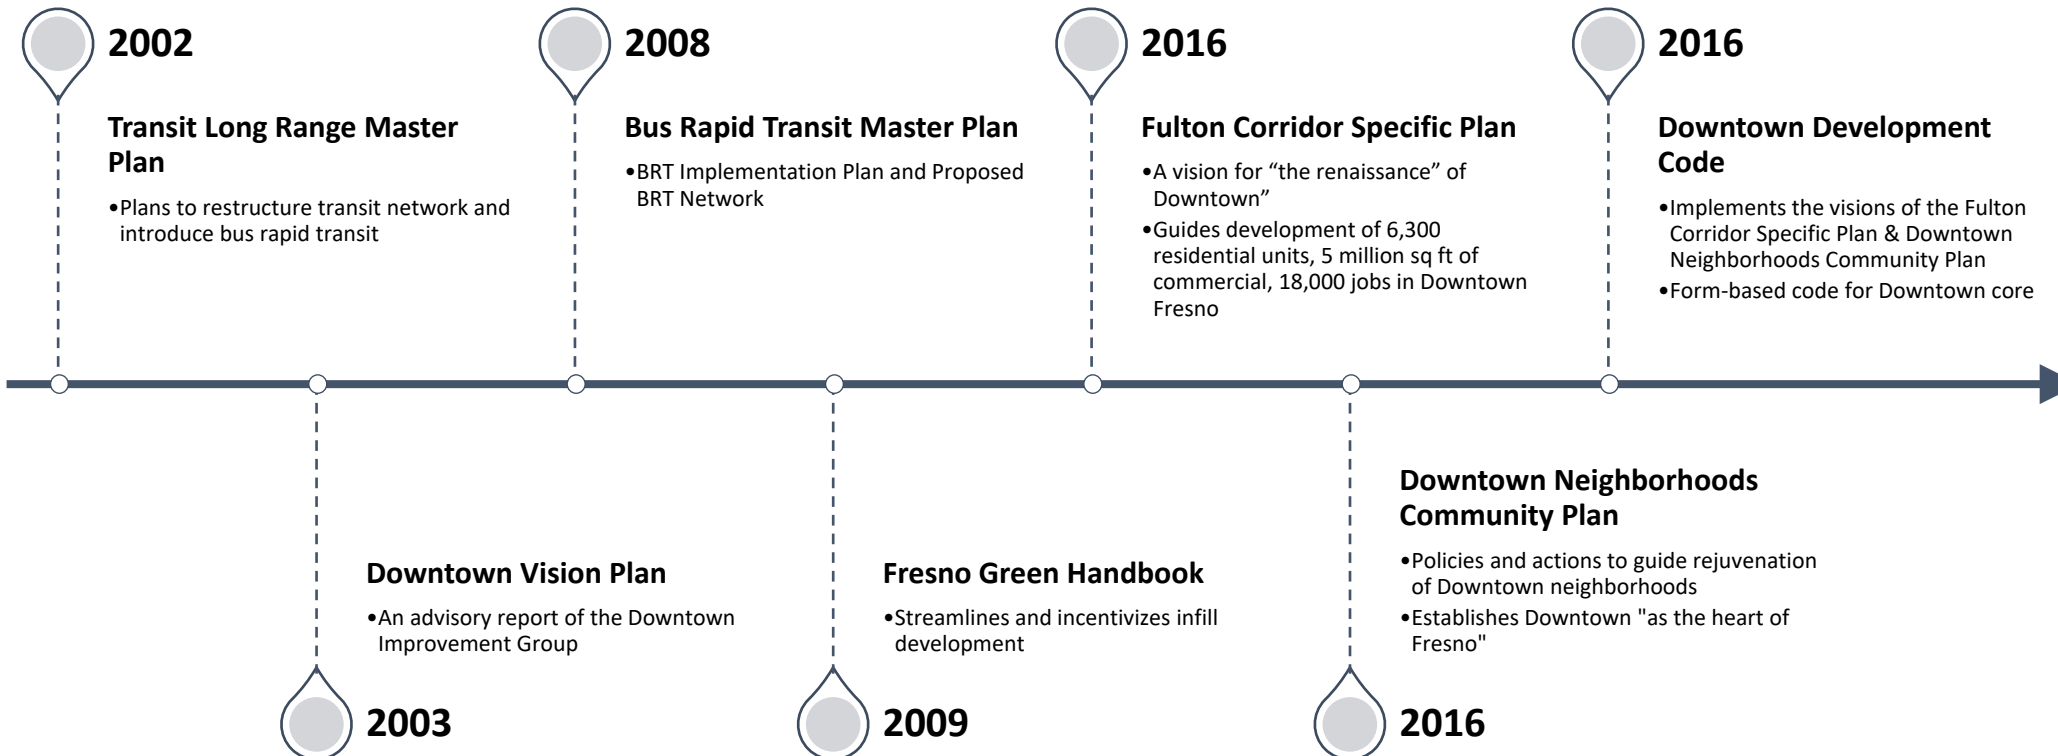 2002
Transit Long Range Master
Plan
•Plans to restructure transit network and
introduce bus rapid transit
2008
Bus Rapid Transit Master Plan
•BRT Implementation Plan and Proposed
BRT Network
2016
Fulton Corridor Specific Plan
•A vision for “the renaissance” of
Downtown”
•Guides development of 6,300
residential units, 5 million sq ft of
commercial, 18,000 jobs in Downtown
Fresno
2016
Downtown Development
Code
•Implements the visions of the Fulton
Corridor Specific Plan & Downtown
Neighborhoods Community Plan
•Form-based code for Downtown core
Downtown Vision Plan
•An advisory report of the Downtown
Improvement Group
2003
Fresno Green Handbook
•Streamlines and incentivizes infill
development
2009
Downtown Neighborhoods
Community Plan
•Policies and actions to guide rejuvenation
of Downtown neighborhoods
•Establishes Downtown "as the heart of
Fresno"
2016